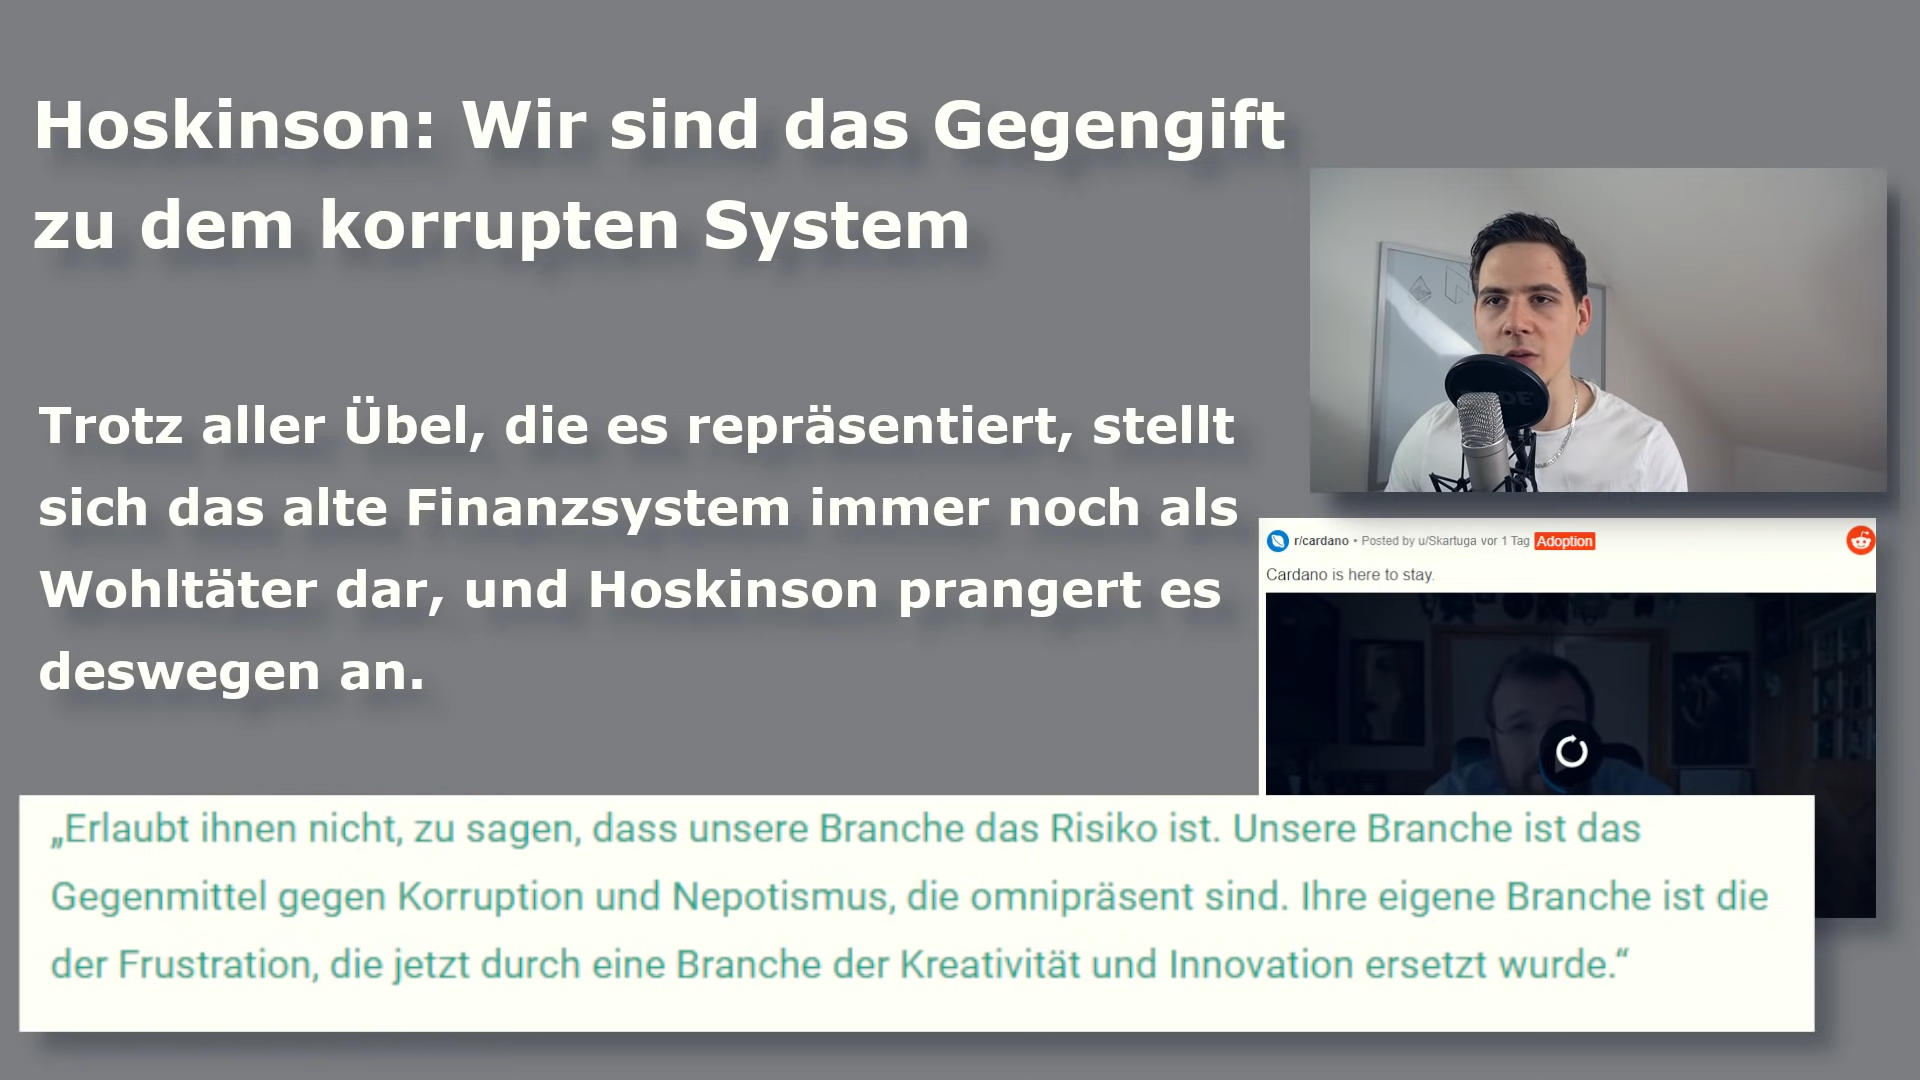 Hoskinson: Wir sind das Gegengift
zu dem korrupten System
Trotz aller Übel, die es repräsentiert, stellt
sich das alte Finanzsystem immer noch als
Wohltäter dar, und Hoskinson prangert es
deswegen an.
r/cardano • Posted by u/Skartuga vor 1 Tag Adoption
Cardano is here to stay.
„Erlaubt ihnen nicht, zu sagen, dass unsere Branche das Risiko ist. Unsere Branche ist das
Gegenmittel gegen Korruption und Nepotismus, die omnipräsent sind. Ihre eigene Branche ist die
der Frustration, die jetzt durch eine Branche der Kreativität und Innovation ersetzt wurde.“